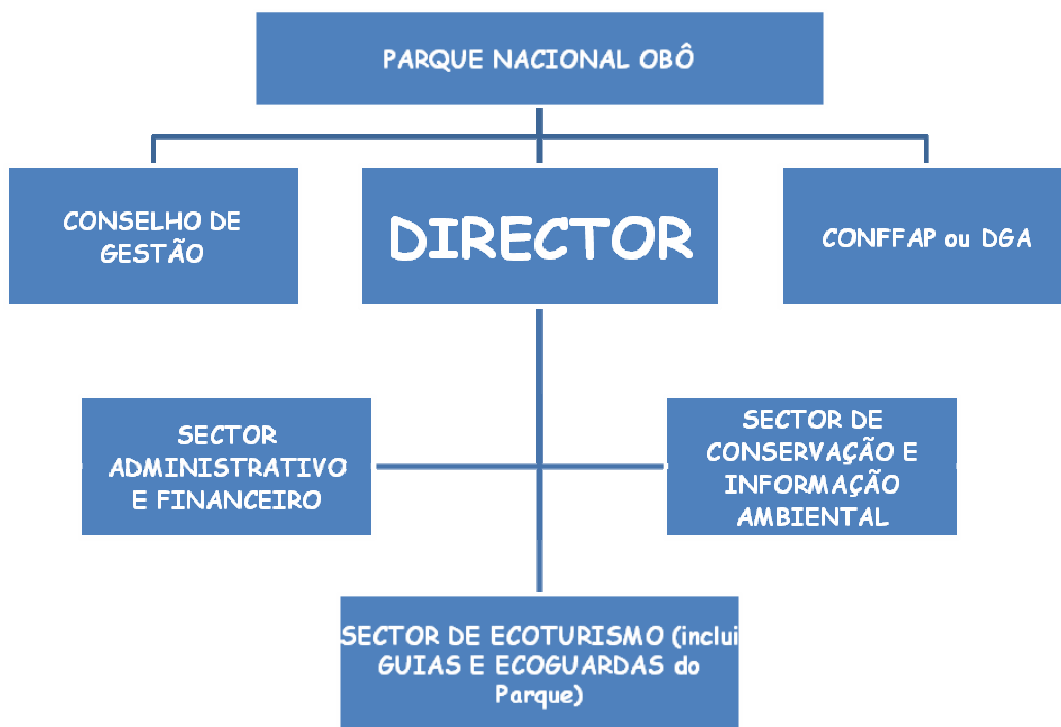 PARQUE NACIONAL OBÔ
CONSELHO DE
GESTÃO
DIRECTOR
CONFFAP ou DGA
SECTOR
ADMINISTRATIVO
E FINANCEIRO
SECTOR DE
CONSERVAÇÃO E
INFORMAÇÃO
AMBIENTAL
SECTOR DE ECOTURISMO (inclui
GUIAS E ECOGUARDAS do
Parque)